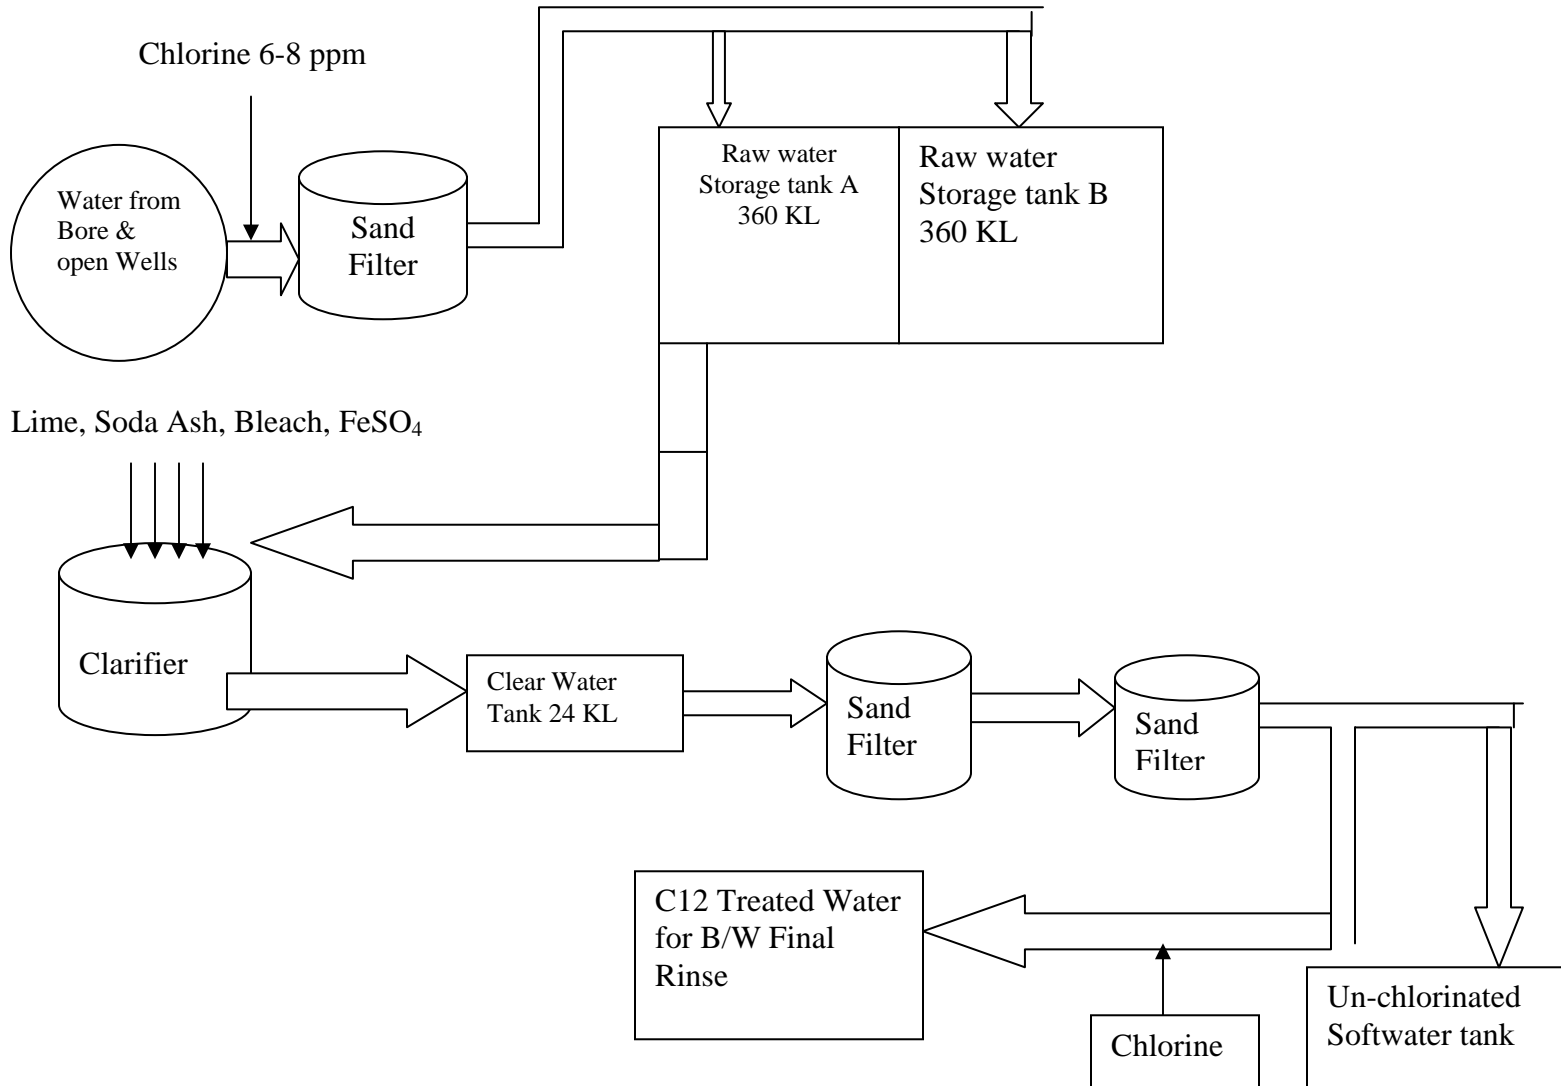 Chlorine 6-8 ppm
Water from
Bore &
open Wells
Sand
Filter
Raw water
Storage tank A
360 KL
Raw water
Storage tank B
360 KL
Lime, Soda Ash, Bleach, FeSO₄
Clarifier
Clear Water
Tank 24 KL
Sand
Filter
Sand
Filter
C12 Treated Water
for B/W Final
Rinse
Chlorine
Un-chlorinated
Softwater tank